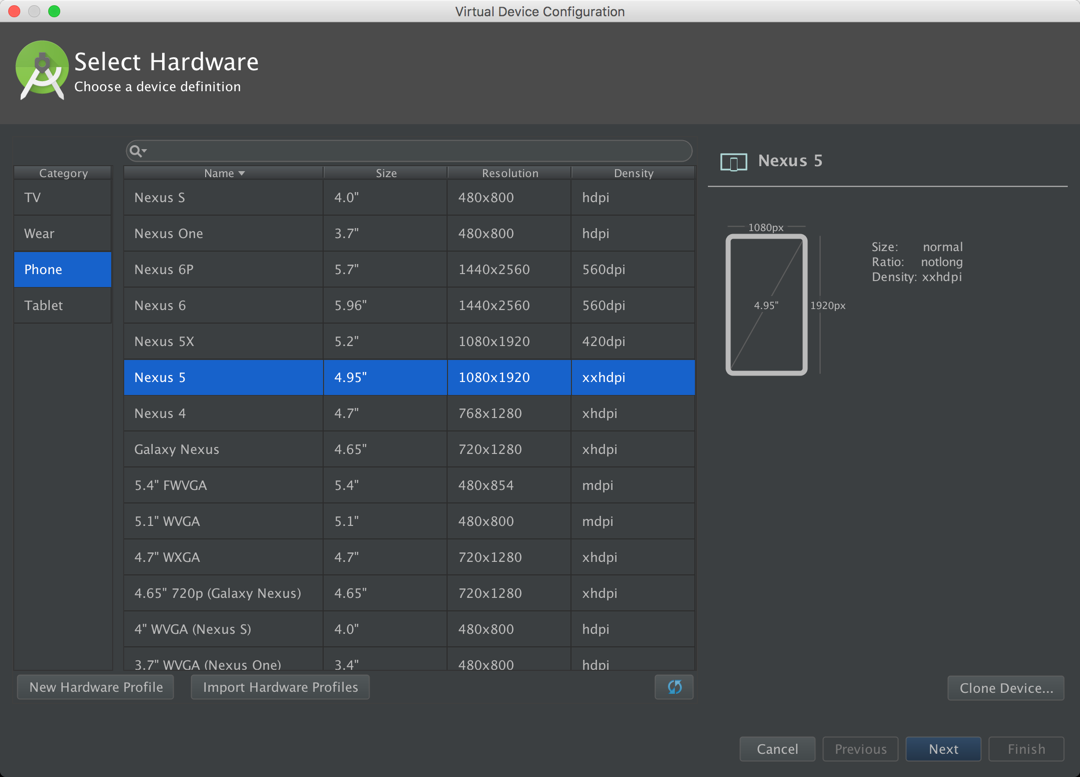 Virtual Device Configuration
Select Hardware
Choose a device definition
Category
TV
Wear
Phone
Tablet
Name Size Resolution Density
Nexus S 4.0" 480x800 hdpi
Nexus One 3.7" 480x800 hdpi
Nexus 6P 5.7" 1440x2560 560dpi
Nexus 6 5.96" 1440x2560 560dpi
Nexus 5X 5.2" 1080x1920 420dpi
Nexus 5 4.95" 1080x1920 xxhdpi
Nexus 4 4.7" 768x1280 xhdpi
Galaxy Nexus 4.65" 720x1280 xhdpi
5.4" FWVGA 5.4" 480x854 mdpi
5.1" WVGA 5.1" 480x800 mdpi
4.7" WXGA 4.7" 720x1280 xhdpi
4.65" 720p (Galaxy Nexus) 4.65" 720x1280 xhdpi
4" WVGA (Nexus S) 4.0" 480x800 hdpi
3.7" WVGA (Nexus One) 3.4" 480x800 hdpi
Nexus 5
1080px
4.95"
1920px
Size: normal
Ratio: notlong
Density: xxhdpi
New Hardware Profile Import Hardware Profiles
Clone Device...
Cancel Previous Next Finish